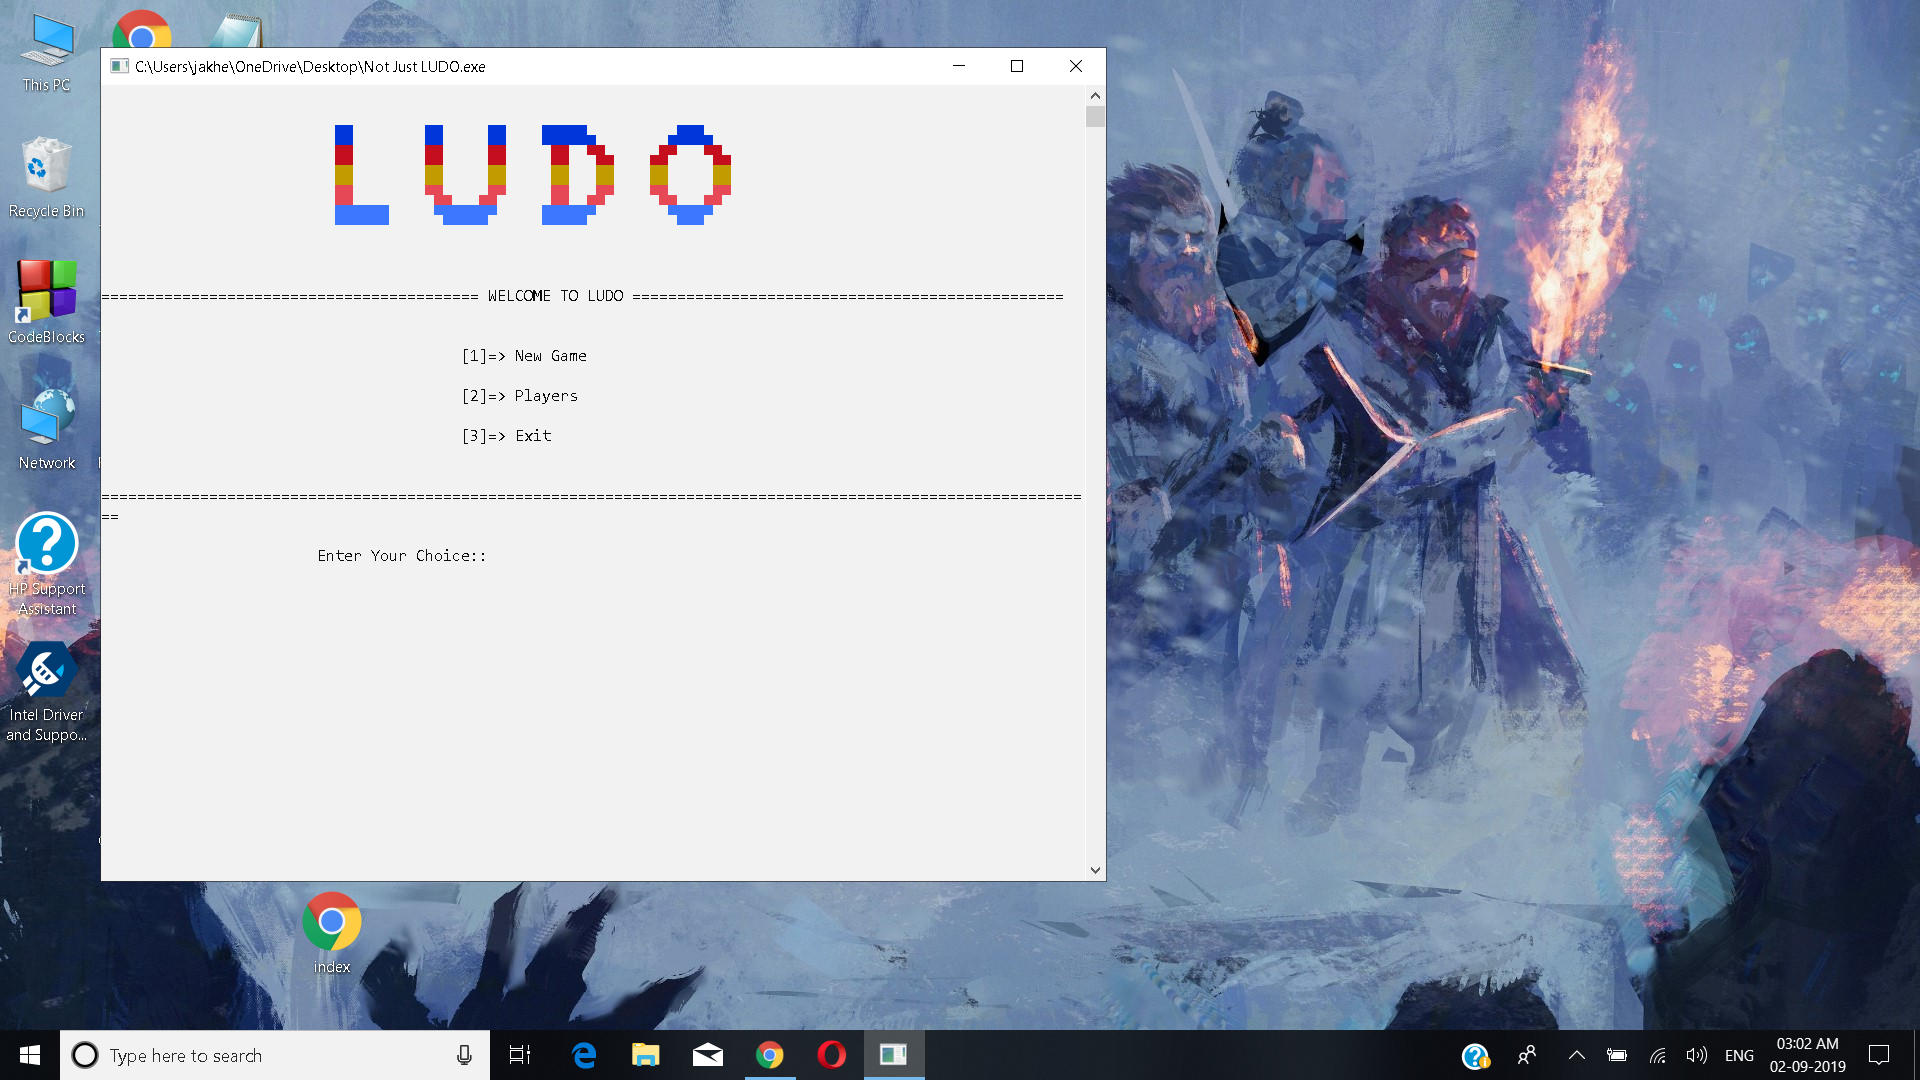 This PC
Recycle Bin
CodeBlocks
Network
HP Support
Assistant
Intel Driver
and Suppo...
C:\Users\jakhe\OneDrive\Desktop\Not Just LUDO.exe
LUDO
========================================== WELCOME TO LUDO ================================================
[1]=> New Game
[2]=> Players
[3]=> Exit
=============================================================================================================
==
Enter Your Choice::
index
Type here to search
ENG
03:02 AM
02-09-2019